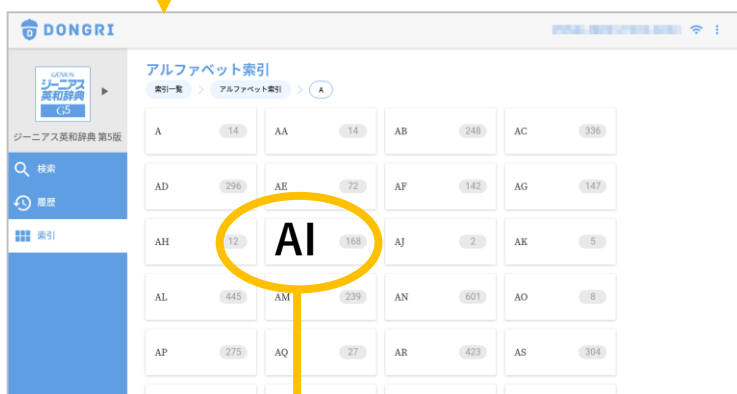 DONGRI
GENIUS
ジーニアス
英和辞典
G5
ジーニアス英和辞典 第5版
検索
履歴
索引
アルファベット索引
索引一覧 アルファベット索引 A
A 14 AA 14 AB 248 AC 336
AD 296 AE 72 AF 142 AG 147
AH 12 AI 168 AJ 2 AK 5
AL 445 AM 239 AN 601 AO 8
AP 275 AQ 27 AR 423 AS 304